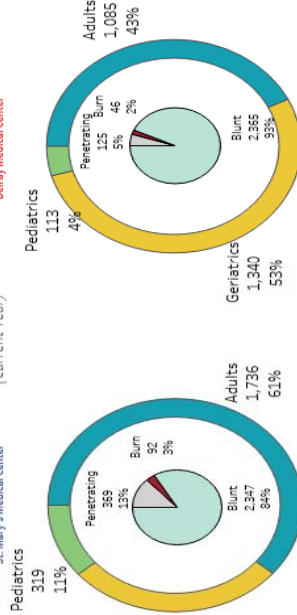 St. Mary's Medical Center
Pediatrics
319
11%
Penetrating
369
13%
Burn
92
3%
Blunt
2,347
84%
Adults
1,736
61%
(Current Year)
Delray Medical Center
Pediatrics
113
4%
Penetrating
125
5%
Burn
46
2%
Blunt
2,365
93%
Adults
1,085
43%
Geriatrics
1,340
53%